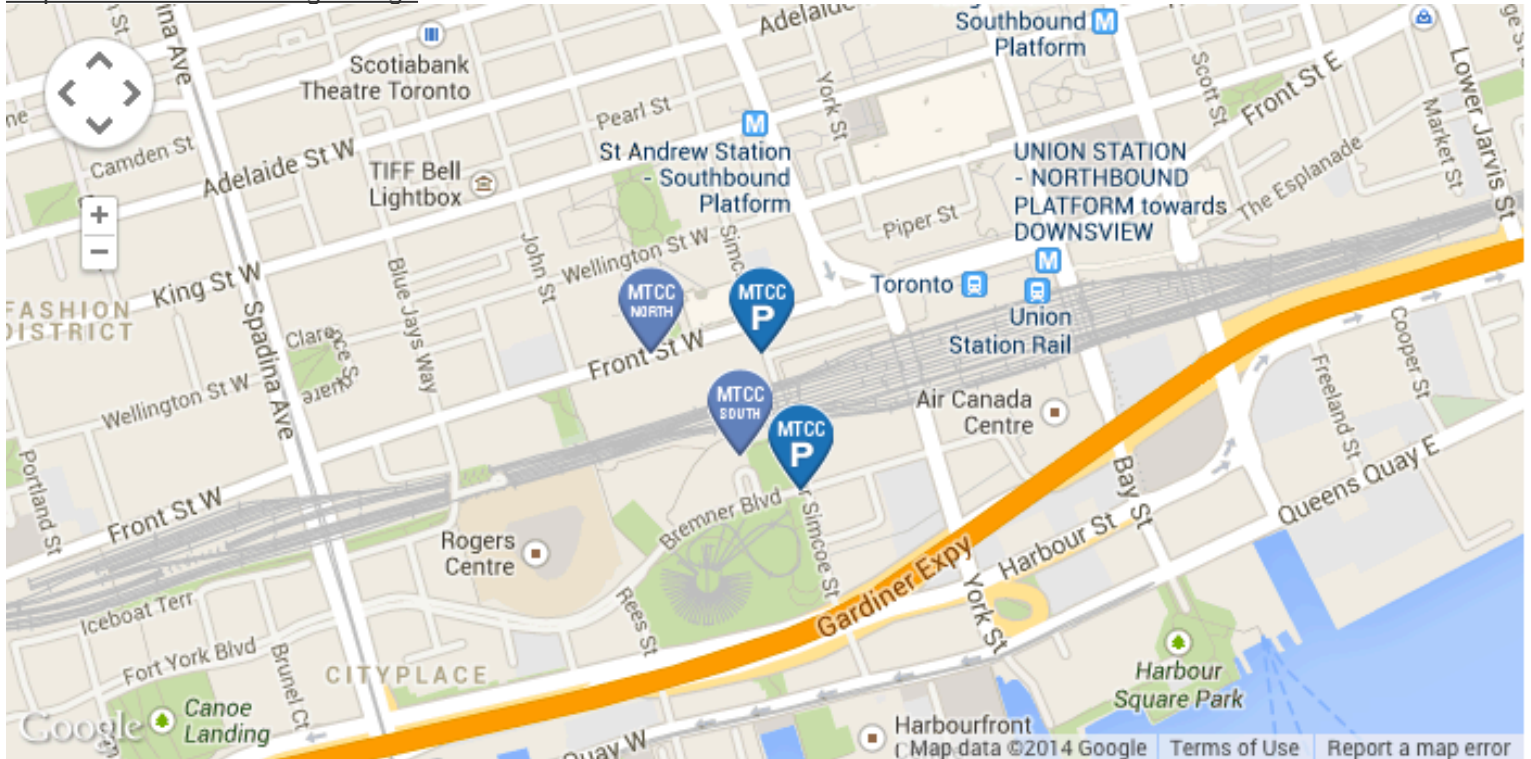 Spadina Ave
Scotiabank
Theatre Toronto
Adelaide
Southbound
Platform
York St
Scott St
Front St E
Lower Jarvis St
Market St
Pearl St
Camden St
Adelaide St W
TIFF Bell
Lightbox
St Andrew Station
- Southbound
Platform
UNION STATION
- NORTHBOUND
PLATFORM towards
DOWNSVIEW
The Esplanade
Piper St
+
−
John St
Wellington St W
King St W
Blue Jays Way
MTCC
NORTH
MTCC
P
Toronto
Union
Station Rail
FASHION
DISTRICT
Spadina Ave
Clarence Square
Front St W
Cooper St
Freeland St
Wellington St W
MTCC
SOUTH
MTCC
P
Air Canada
Centre
Portland St
Front St W
Bremner Blvd
Simcoe St
Bay St
Queens Quay E
Rogers
Centre
Harbour St
Gardiner Expy
York St
Iceboat Terr
Rees St
Fort York Blvd
Brunel Ct
CITYPLACE
Harbour
Square Park
Canoe
Landing
Google
Quay W
Harbourfront
Map data ©2014 Google
Terms of Use
Report a map error